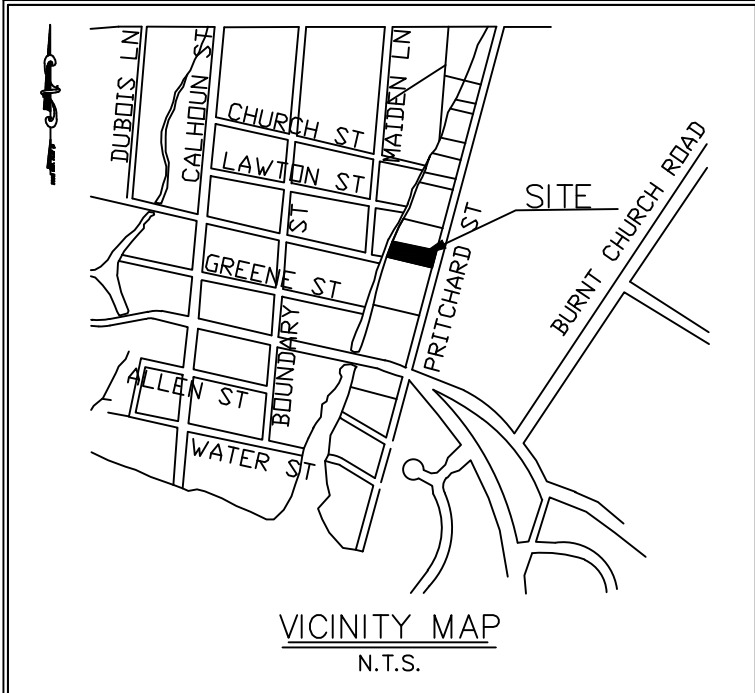 DUBOIS LN
CALHOUN ST
MAIDEN LN
CHURCH ST
LAWTON ST
SITE
BURNT CHURCH ROAD
ST
PRITCHARD ST
GREENE ST
BOUNDARY
ALLEN ST
WATER ST
VICINITY MAP
N.T.S.